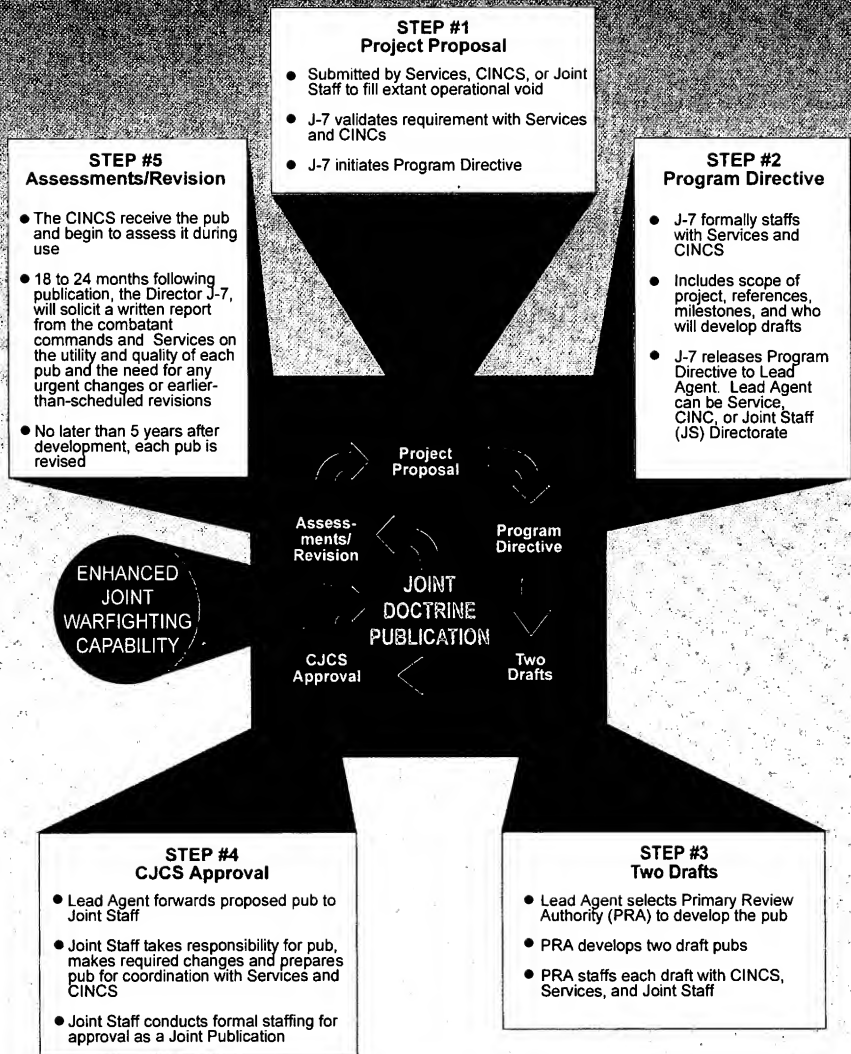 STEP #1
Project Proposal
● Submitted by Services, CINCS, or Joint
Staff to fill extant operational void
● J-7 validates requirement with Services
and CINCs
● J-7 initiates Program Directive
STEP #5
Assessments/Revision
● The CINCS receive the pub
and begin to assess it during
use
● 18 to 24 months following
publication, the Director J-7,
will solicit a written report
from the combatant
commands and Services on
the utility and quality of each
pub and the need for any
urgent changes or earlier-
than-scheduled revisions
● No later than 5 years after
development, each pub is
revised
STEP #2
Program Directive
● J-7 formally staffs
with Services and
CINCS
● Includes scope of
project, references,
milestones, and who
will develop drafts
● J-7 releases Program
Directive to Lead
Agent. Lead Agent
can be Service,
CINC, or Joint Staff
(JS) Directorate
Project
Proposal
Assess-
ments/
Revision
Program
Directive
JOINT
DOCTRINE
PUBLICATION
CJCS
Approval
Two
Drafts
ENHANCED
JOINT
WARFIGHTING
CAPABILITY
STEP #4
CJCS Approval
● Lead Agent forwards proposed pub to
Joint Staff
● Joint Staff takes responsibility for pub,
makes required changes and prepares
pub for coordination with Services and
CINCS
● Joint Staff conducts formal staffing for
approval as a Joint Publication
STEP #3
Two Drafts
● Lead Agent selects Primary Review
Authority (PRA) to develop the pub
● PRA develops two draft pubs
● PRA staffs each draft with CINCS,
Services, and Joint Staff